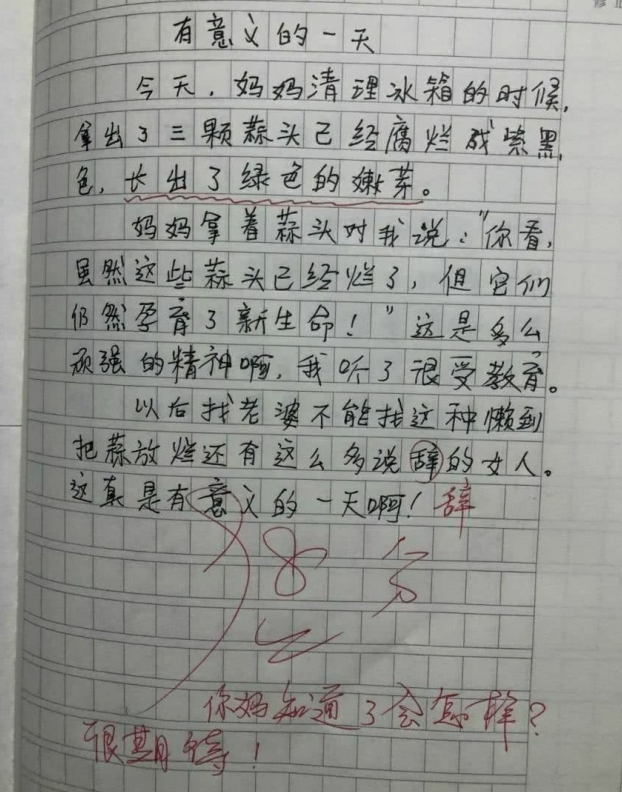 有意义的一天
今天，妈妈清理冰箱的时候，
拿出了三颗蒜头已经腐烂成紫黑
色，长出了绿色的嫩芽。
妈妈拿着蒜头对我说："你看，
虽然这些蒜头已经烂了，但它们
仍然孕育了新生命！"这是多么
顽强的精神啊，我听了很受教育。
以后找老婆不能找这种懒到
把蒜放烂还有这么多说辞的女人。
这真是有意义的一天啊！辞
8分
你妈知道了会怎样？
很期待！